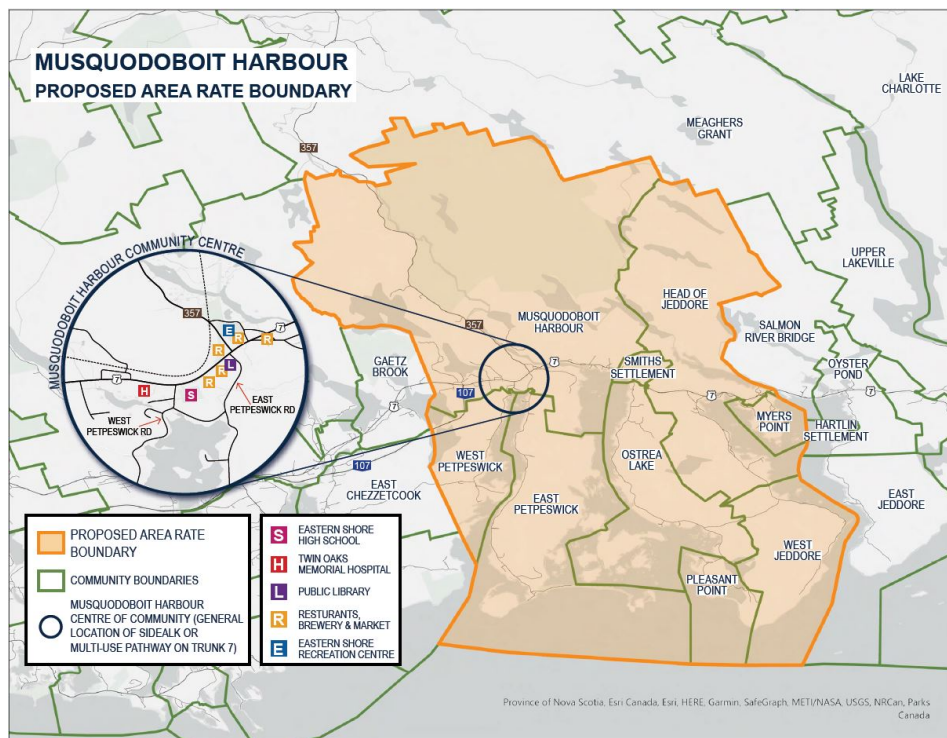 MUSQUODOBOIT HARBOUR
PROPOSED AREA RATE BOUNDARY
LAKE
CHARLOTTE
MEAGHERS
GRANT
357
UPPER
LAKEVILLE
HEAD OF
JEDDORE
MUSQUODOBOIT HARBOUR COMMUNITY CENTRE
357
MUSQUODOBOIT
HARBOUR
SALMON
RIVER BRIDGE
357
E
R
R
7
R
L
R
R
7
H
S
EAST
PETPESWICK RD
WEST
PETPESWICK RD
GAETZ
BROOK
7
SMITHS
SETTLEMENT
OYSTER
POND
107
7
7
7
MYERS
POINT
HARTLIN
SETTLEMENT
WEST
PETPESWICK
OSTREA
LAKE
107
EAST
CHEZZETCOOK
EAST
PETPESWICK
EAST
JEDDORE
WEST
JEDDORE
PLEASANT
POINT
PROPOSED AREA RATE
BOUNDARY
COMMUNITY BOUNDARIES
MUSQUODOBOIT HARBOUR
CENTRE OF COMMUNITY (GENERAL
LOCATION OF SIDEALK OR
MULTI-USE PATHWAY ON TRUNK 7)
S EASTERN SHORE
HIGH SCHOOL
H TWIN OAKS
MEMORIAL HOSPITAL
L PUBLIC LIBRARY
R RESTURANTS,
BREWERY & MARKET
E EASTERN SHORE
RECREATION CENTRE
Province of Nova Scotia, Esri Canada, Esri, HERE, Garmin, SafeGraph, METI/NASA, USGS, NRCan, Parks
Canada